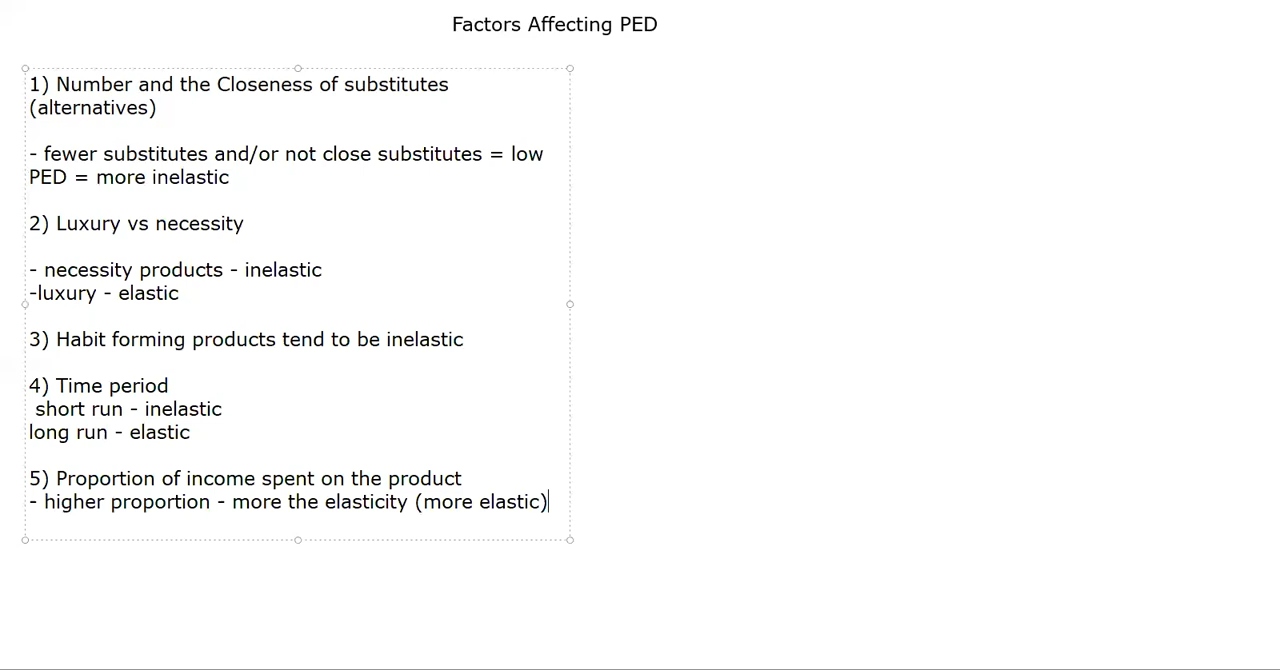 Factors Affecting PED
1) Number and the Closeness of substitutes
(alternatives)
- fewer substitutes and/or not close substitutes = low
PED = more inelastic
2) Luxury vs necessity
- necessity products - inelastic
-luxury - elastic
3) Habit forming products tend to be inelastic
4) Time period
short run - inelastic
long run - elastic
5) Proportion of income spent on the product
- higher proportion - more the elasticity (more elastic)